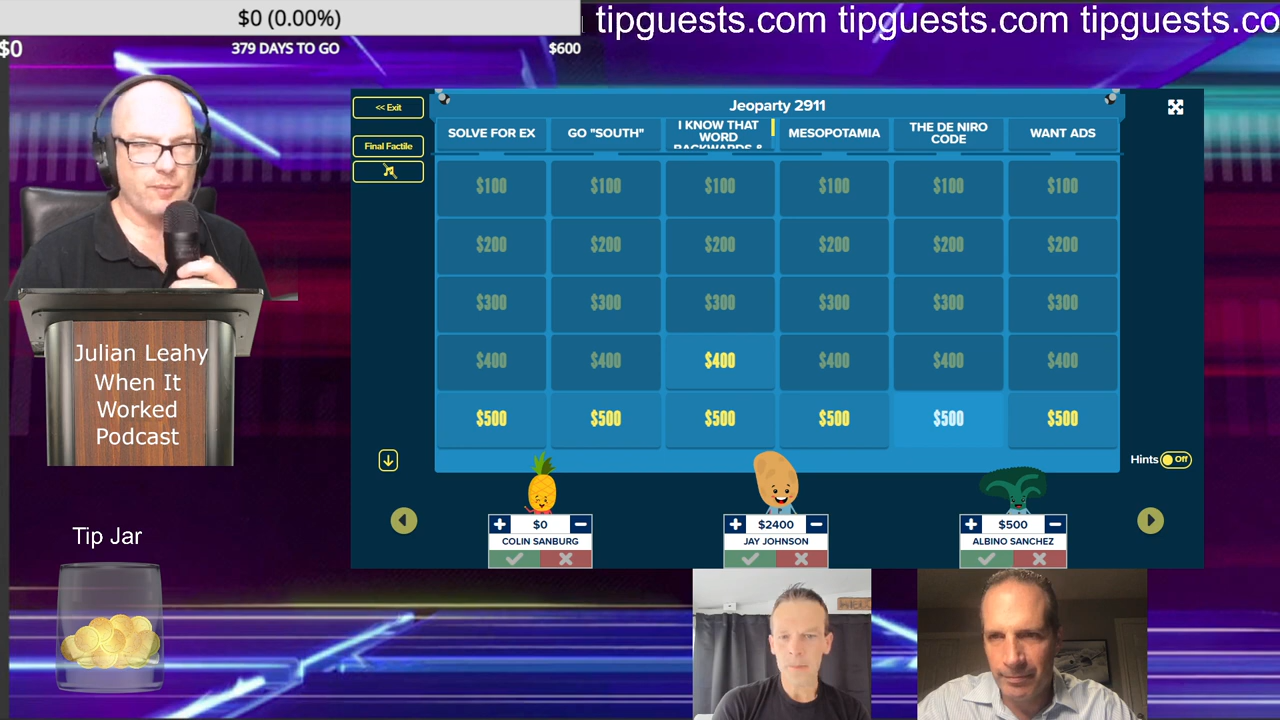 $0 (0.00%)
tipguests.com tipguests.com tipguests.co
$0
379 DAYS TO GO
$600
<< Exit
Final Factile
Jeoparty 2911
SOLVE FOR EX
GO "SOUTH"
I KNOW THAT
WORD
BACKWARDS &
MESOPOTAMIA
THE DE NIRO
CODE
WANT ADS
$100 $100 $100 $100 $100 $100
$200 $200 $200 $200 $200 $200
$300 $300 $300 $300 $300 $300
$400 $400 $400 $400 $400 $400
$500 $500 $500 $500 $500 $500
Hints Off
+ $0 −
COLIN SANBURG
+ $2400 −
JAY JOHNSON
+ $500 −
ALBINO SANCHEZ
Julian Leahy
When It
Worked
Podcast
Tip Jar